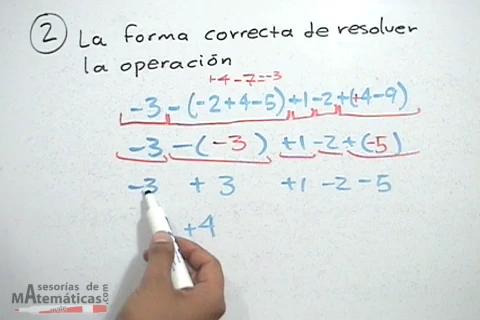 2 La forma correcta de resolver
la operación
+4-7=-3
-3-(-2+4-5)+1-2+(+4-9)
-3-(-3)+1-2+(-5)
-3 +3 +1-2-5
+4
Asesorías de
Matemáticas.com